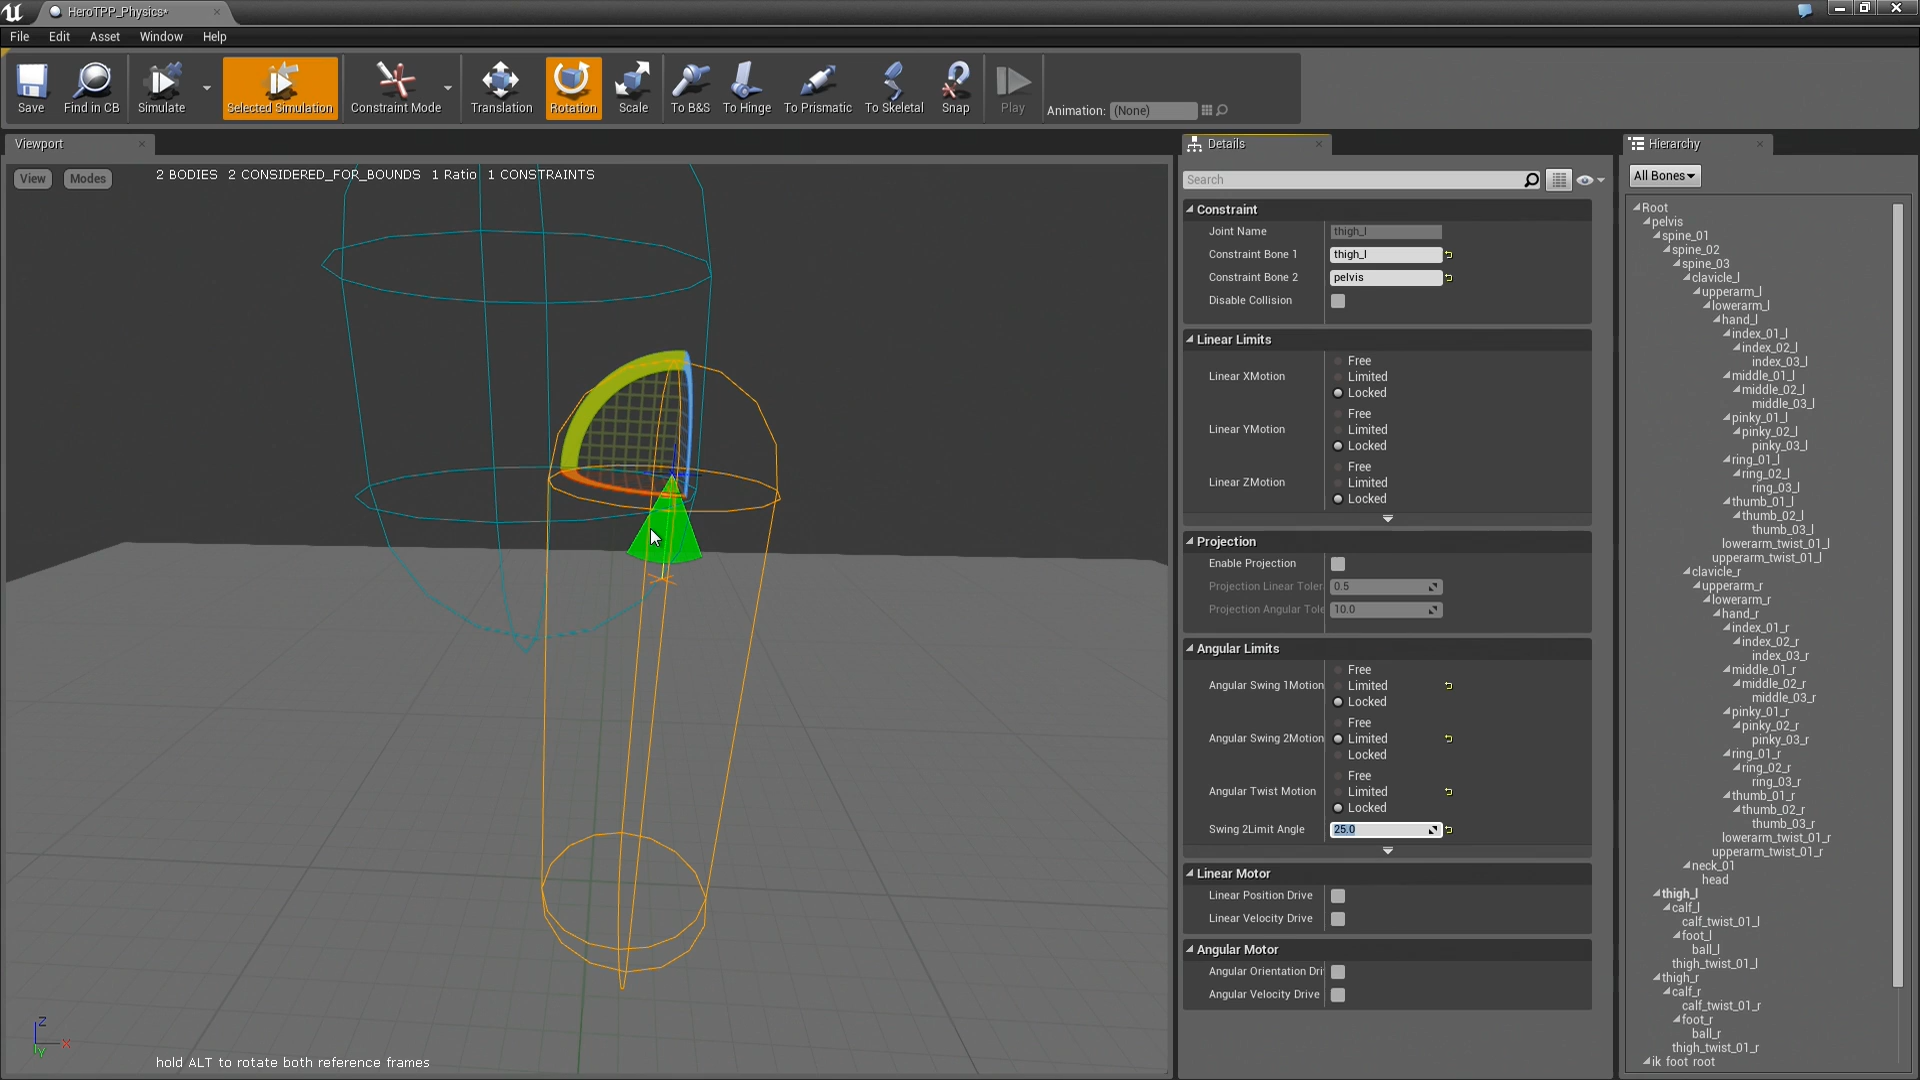 HeroTPP_Physics*
File Edit Asset Window Help
Save Find in CB Simulate Selected Simulation Constraint Mode Translation Rotation Scale To B&S To Hinge To Prismatic To Skeletal Snap Play Animation: (None)
Viewport
View Modes 2 BODIES 2 CONSIDERED_FOR_BOUNDS 1 Ratio 1 CONSTRAINTS
Z
X
Y
hold ALT to rotate both reference frames
Details
Search
Constraint
Joint Name thigh_l
Constraint Bone 1 thigh_l
Constraint Bone 2 pelvis
Disable Collision
Linear Limits
Free
Linear XMotion Limited
Locked
Free
Linear YMotion Limited
Locked
Free
Linear ZMotion Limited
Locked
Projection
Enable Projection
Projection Linear Toler 0.5
Projection Angular Tole 10.0
Angular Limits
Free
Angular Swing 1Motion Limited
Locked
Free
Angular Swing 2Motion Limited
Locked
Free
Angular Twist Motion Limited
Locked
Swing 2Limit Angle 25.0
Linear Motor
Linear Position Drive
Linear Velocity Drive
Angular Motor
Angular Orientation Dri
Angular Velocity Drive
Hierarchy
All Bones
Root
pelvis
spine_01
spine_02
spine_03
clavicle_l
upperarm_l
lowerarm_l
hand_l
index_01_l
index_02_l
index_03_l
middle_01_l
middle_02_l
middle_03_l
pinky_01_l
pinky_02_l
pinky_03_l
ring_01_l
ring_02_l
ring_03_l
thumb_01_l
thumb_02_l
thumb_03_l
lowerarm_twist_01_l
upperarm_twist_01_l
clavicle_r
upperarm_r
lowerarm_r
hand_r
index_01_r
index_02_r
index_03_r
middle_01_r
middle_02_r
middle_03_r
pinky_01_r
pinky_02_r
pinky_03_r
ring_01_r
ring_02_r
ring_03_r
thumb_01_r
thumb_02_r
thumb_03_r
lowerarm_twist_01_r
upperarm_twist_01_r
neck_01
head
thigh_l
calf_l
calf_twist_01_l
foot_l
ball_l
thigh_twist_01_l
thigh_r
calf_r
calf_twist_01_r
foot_r
ball_r
thigh_twist_01_r
ik_foot_root